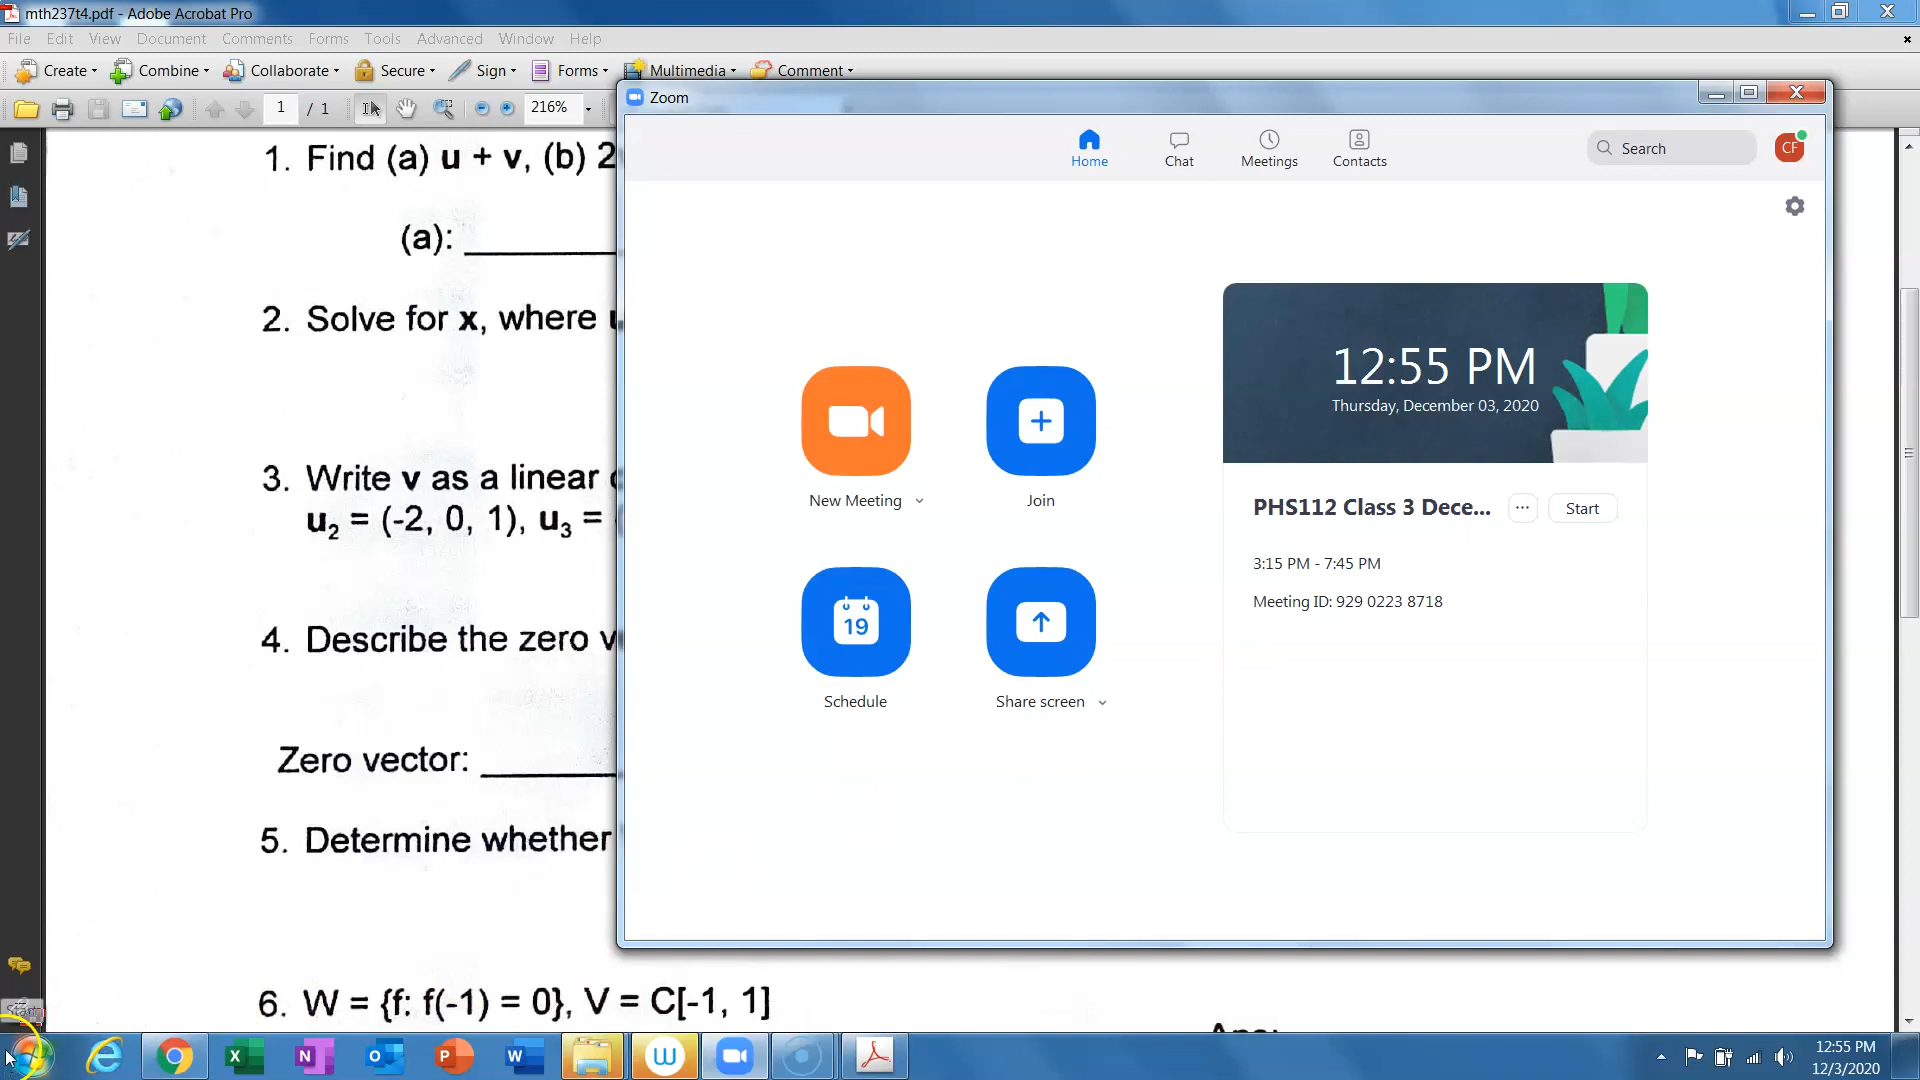 mth237t4.pdf - Adobe Acrobat Pro
File Edit View Document Comments Forms Tools Advanced Window Help
Create Combine Collaborate Secure Sign Forms Multimedia Comment
1 / 1 216%
Zoom
Home Chat Meetings Contacts
Search
CF
1. Find (a) u + v, (b) 2
(a):
2. Solve for x, where
3. Write v as a linear
u2 = (-2, 0, 1), u3 =
4. Describe the zero v
Zero vector:
5. Determine whether
6. W = {f: f(-1) = 0}, V = C[-1, 1]
New Meeting
Join
19
Schedule
Share screen
12:55 PM
Thursday, December 03, 2020
PHS112 Class 3 Dece...
Start
3:15 PM - 7:45 PM
Meeting ID: 929 0223 8718
Start
12:55 PM
12/3/2020